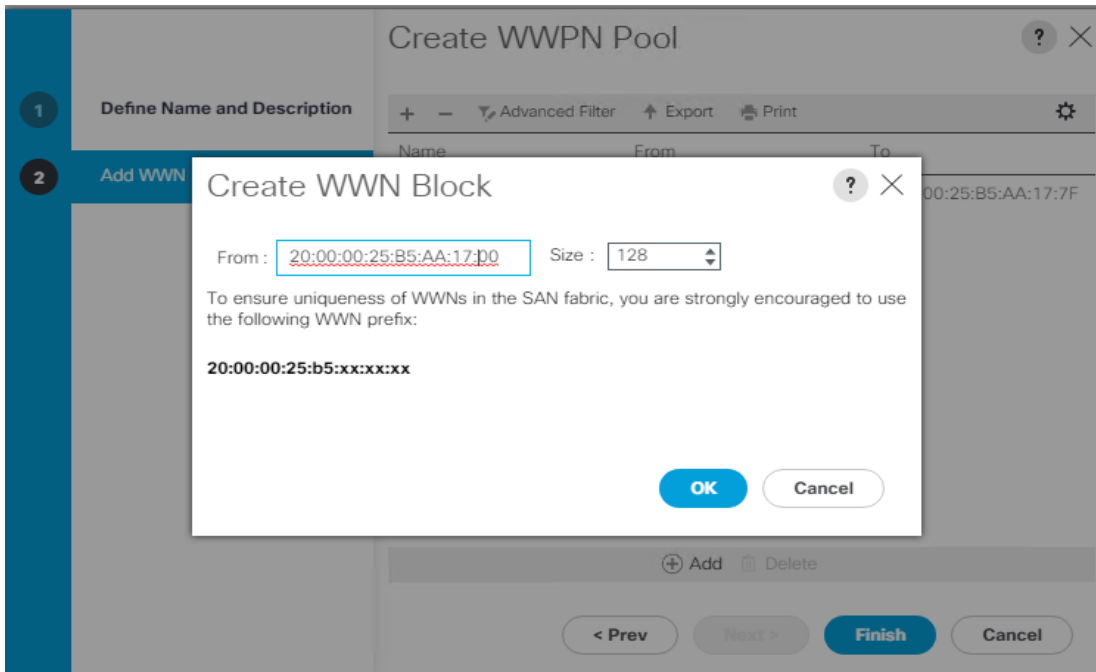 Create WWPN Pool
?
1 Define Name and Description
+ − Advanced Filter Export Print
Name From To
2 Add WWN
00:25:B5:AA:17:7F
Create WWN Block
?
From : 20:00:00:25:B5:AA:17:00 Size : 128
To ensure uniqueness of WWNs in the SAN fabric, you are strongly encouraged to use
the following WWN prefix:
20:00:00:25:b5:xx:xx:xx
OK Cancel
Add Delete
< Prev Next > Finish Cancel